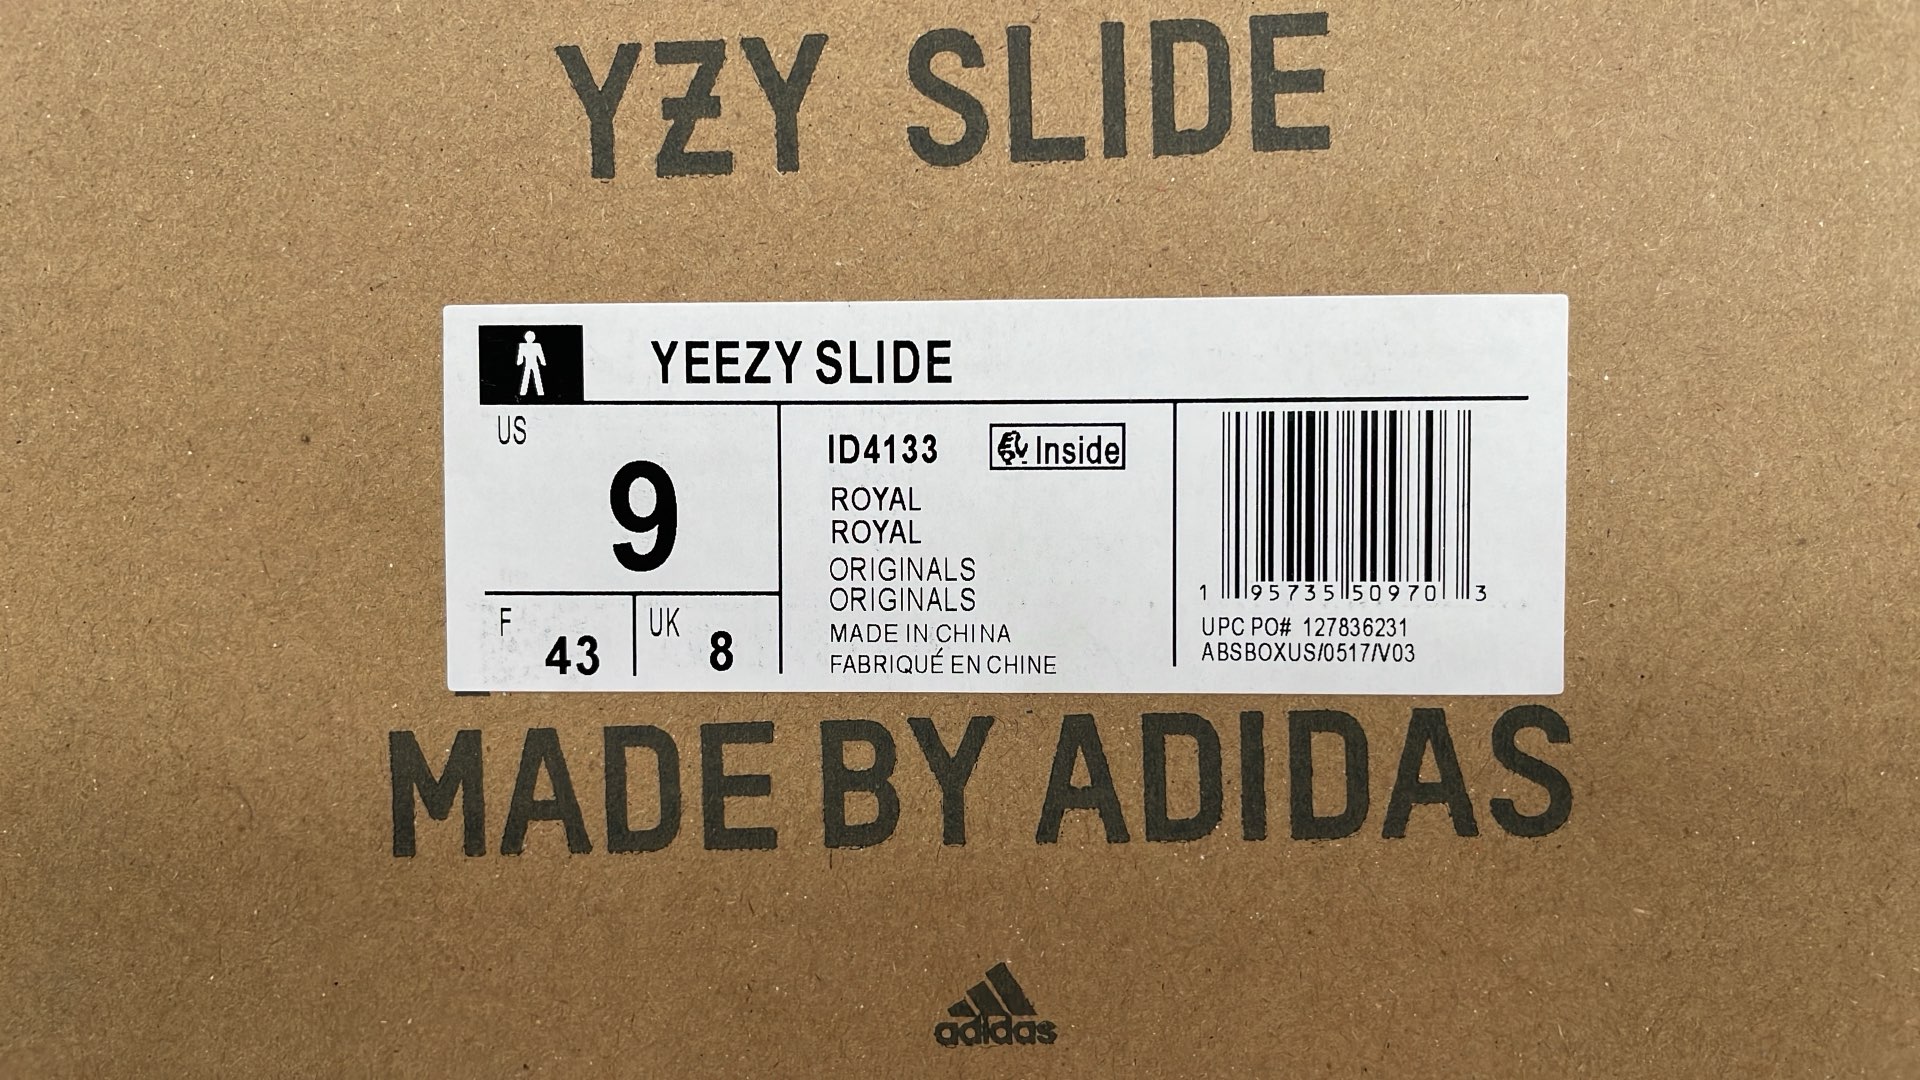 YZY SLIDE
YEEZY SLIDE
US
9
F 43
UK 8
ID4133
Inside
ROYAL
ROYAL
ORIGINALS
ORIGINALS
MADE IN CHINA
FABRIQUÉ EN CHINE
1 95735 50970 3
UPC PO# 127836231
ABSBOXUS/0517/V03
MADE BY ADIDAS
adidas